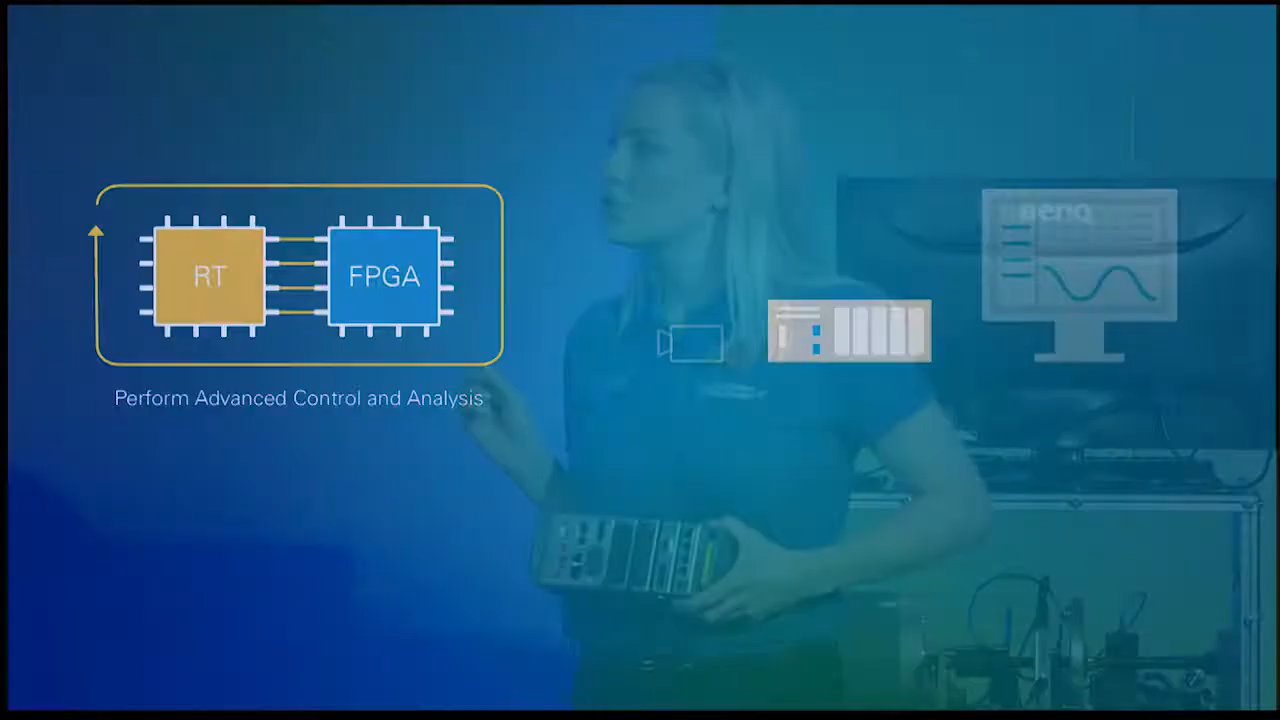 RT
FPGA
BenQ
Perform Advanced Control and Analysis